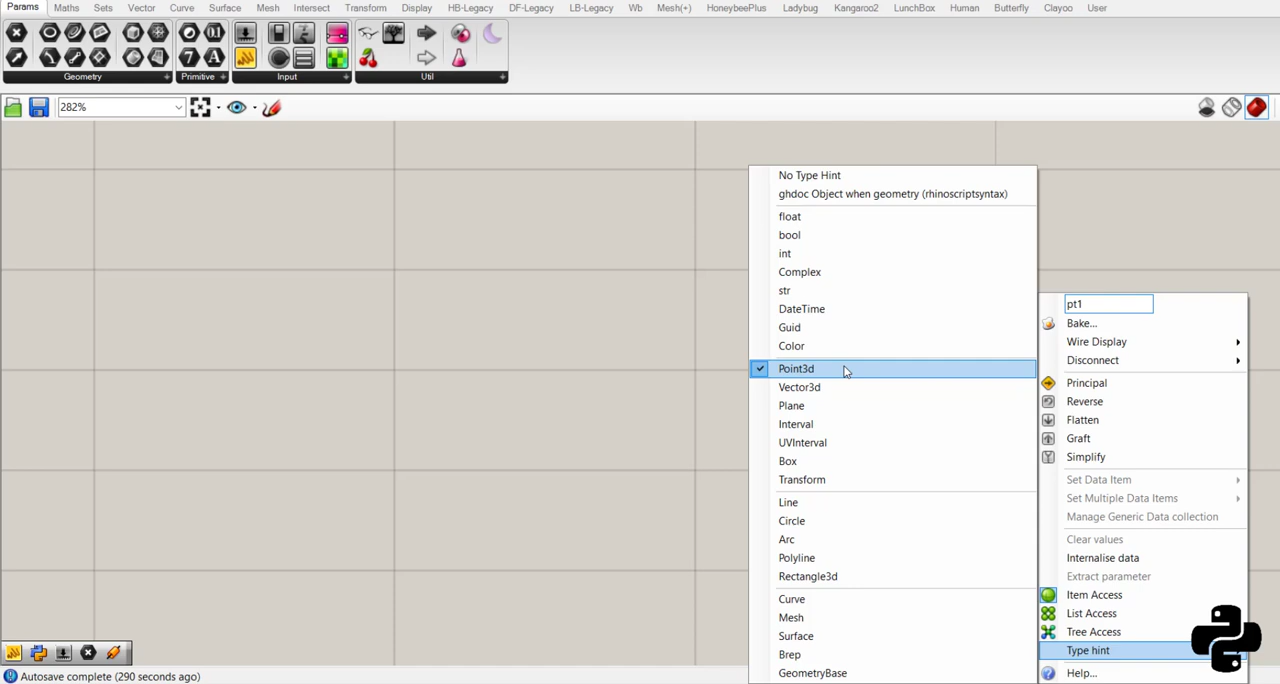 Params Maths Sets Vector Curve Surface Mesh Intersect Transform Display HB-Legacy DF-Legacy LB-Legacy Wb Mesh(+) HoneybeePlus Ladybug Kangaroo2 LunchBox Human Butterfly Clayoo User
Geometry + Primitive + Input + Util +
282%
No Type Hint
ghdoc Object when geometry (rhinoscriptsyntax)
float
bool
int
Complex
str
DateTime
Guid
Color
Point3d
Vector3d
Plane
Interval
UVInterval
Box
Transform
Line
Circle
Arc
Polyline
Rectangle3d
Curve
Mesh
Surface
Brep
GeometryBase
pt1
Bake...
Wire Display
Disconnect
Principal
Reverse
Flatten
Graft
Simplify
Set Data Item
Set Multiple Data Items
Manage Generic Data collection
Clear values
Internalise data
Extract parameter
Item Access
List Access
Tree Access
Type hint
Help...
Autosave complete (290 seconds ago)